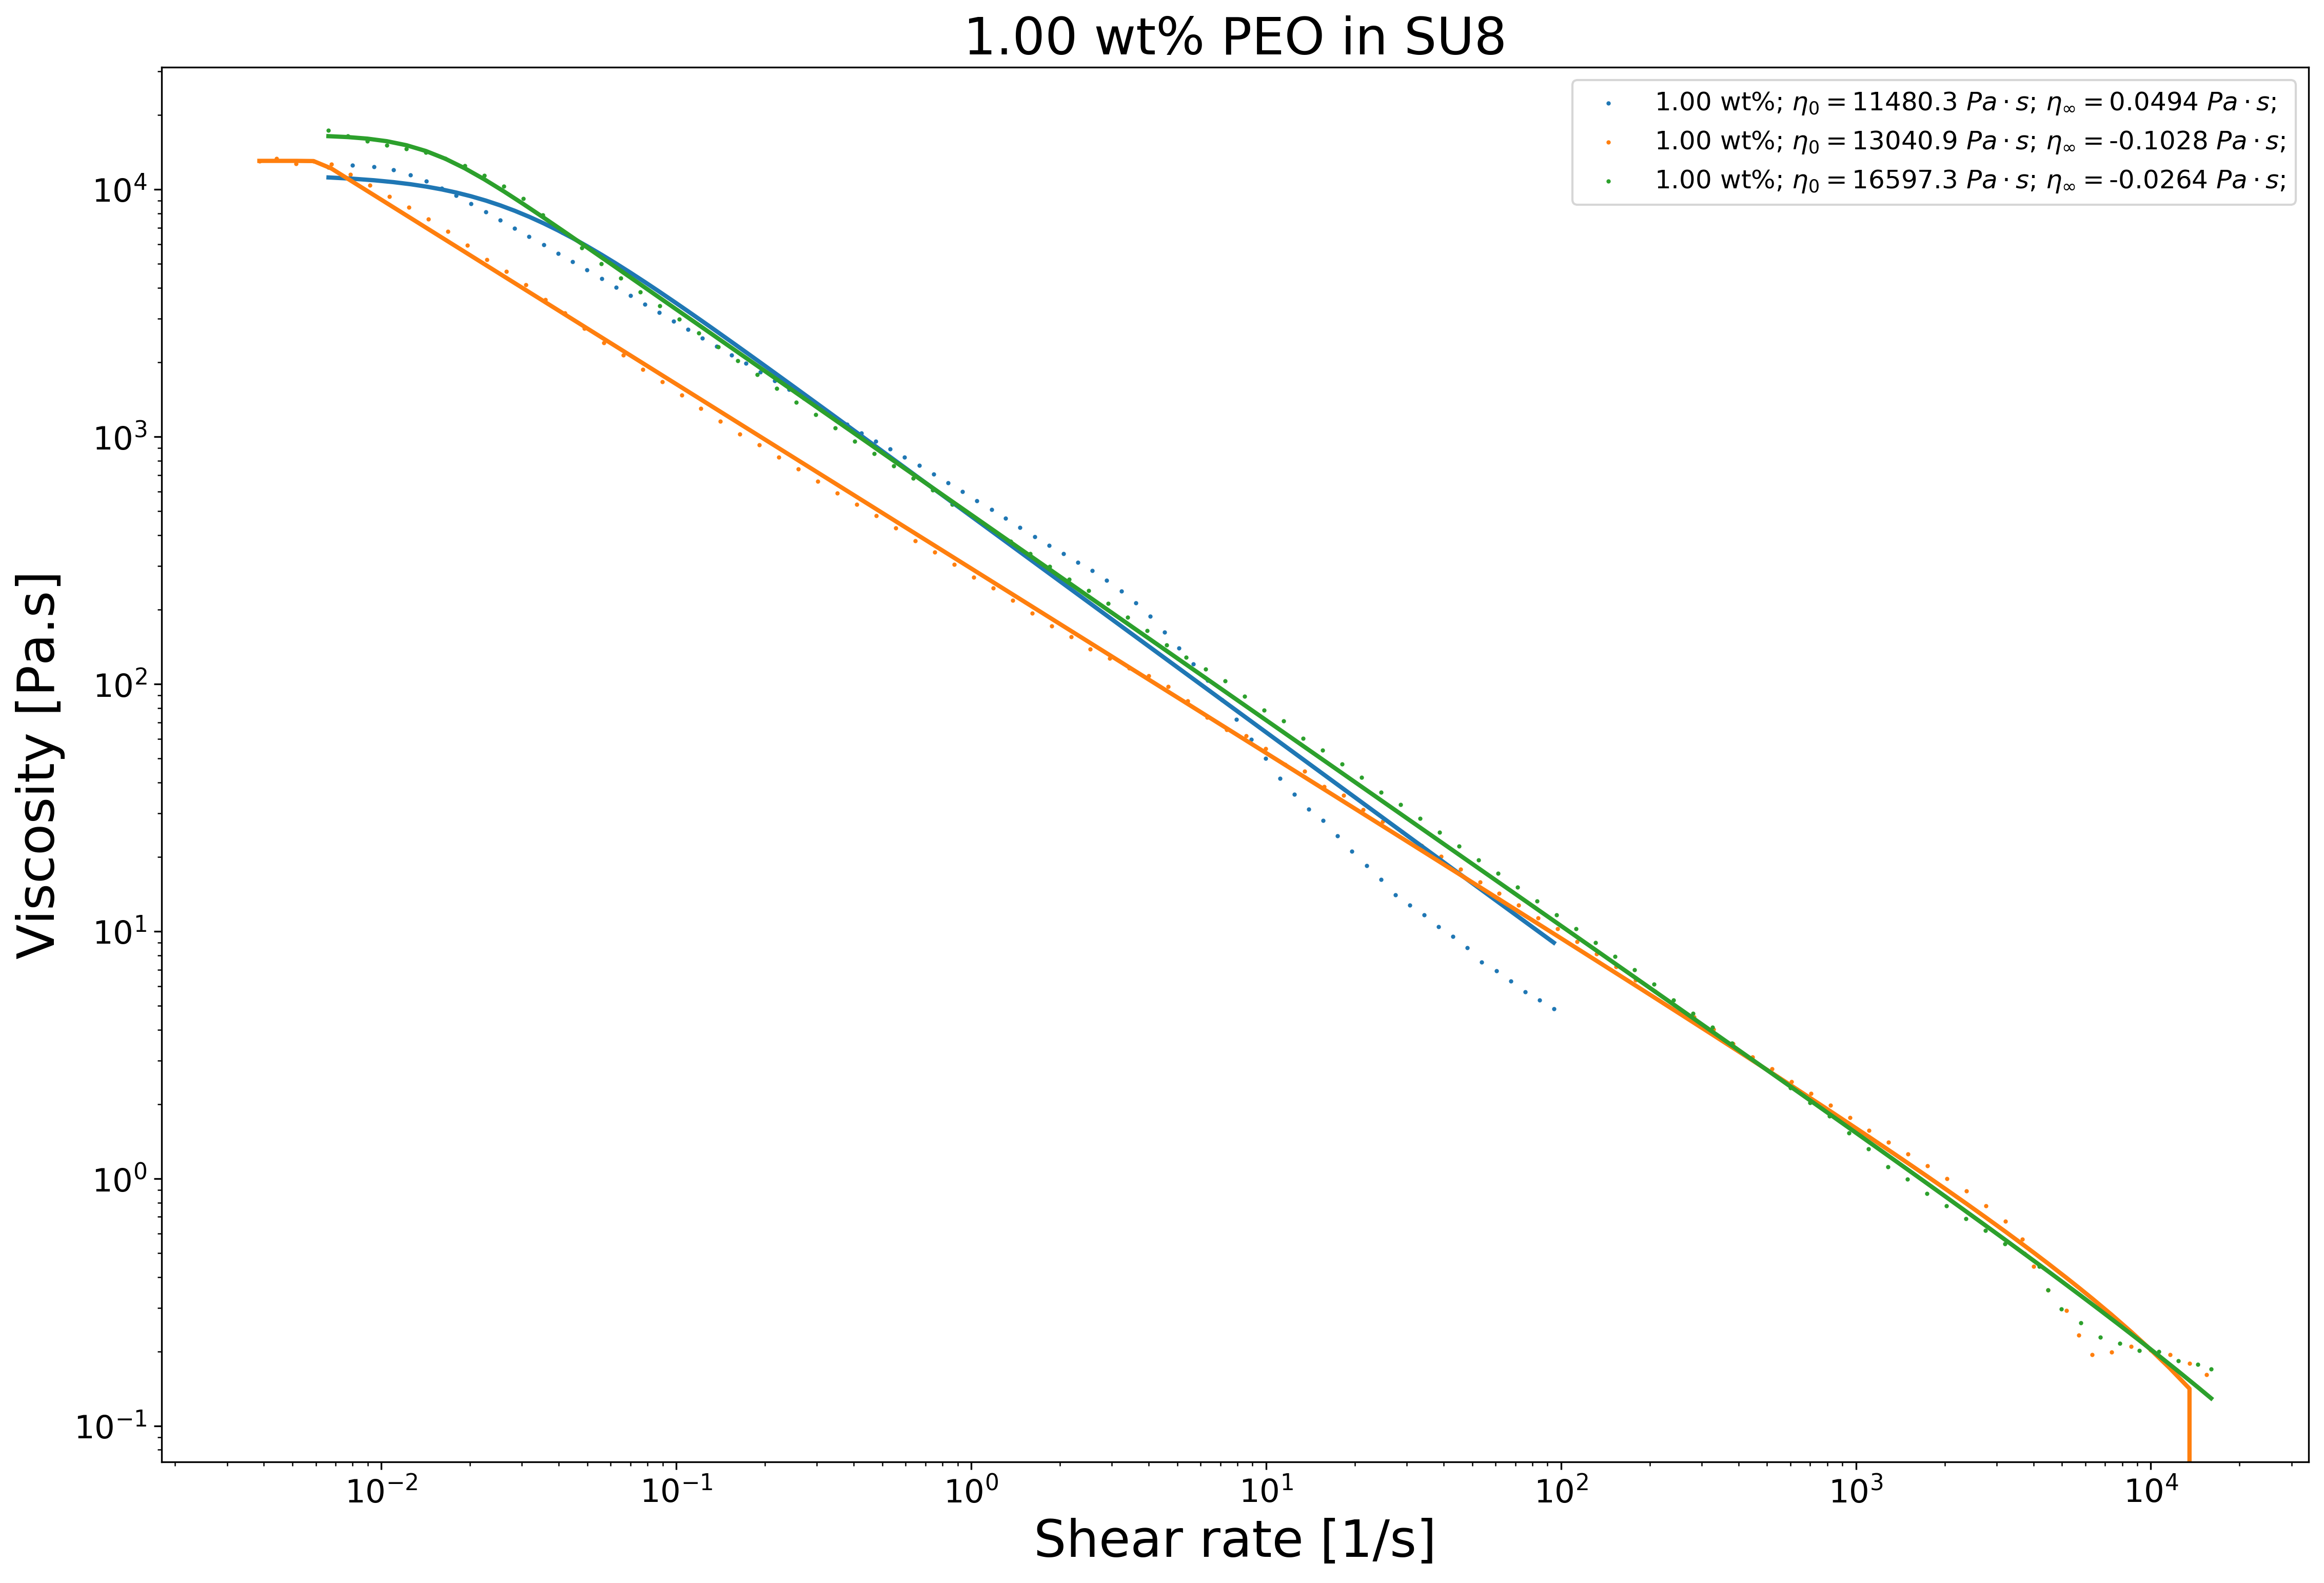 1.00 wt% PEO in SU8
1.00 wt%; η₀ = 11480.3 Pa · s; η∞ = 0.0494 Pa · s;
1.00 wt%; η₀ = 13040.9 Pa · s; η∞ = -0.1028 Pa · s;
1.00 wt%; η₀ = 16597.3 Pa · s; η∞ = -0.0264 Pa · s;
Viscosity [Pa.s]
10⁴
10³
10²
10¹
10⁰
10⁻¹
10⁻² 10⁻¹ 10⁰ 10¹ 10² 10³ 10⁴
Shear rate [1/s]